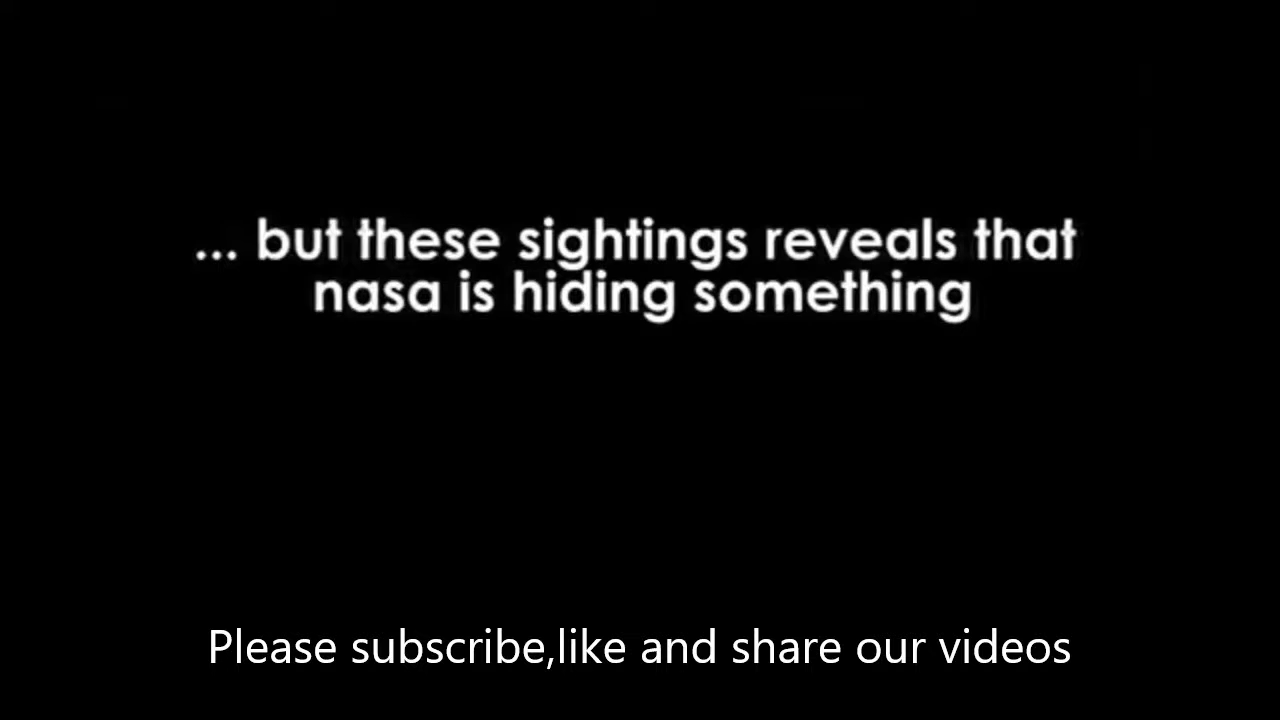 ... but these sightings reveals that
nasa is hiding something
Please subscribe,like and share our videos